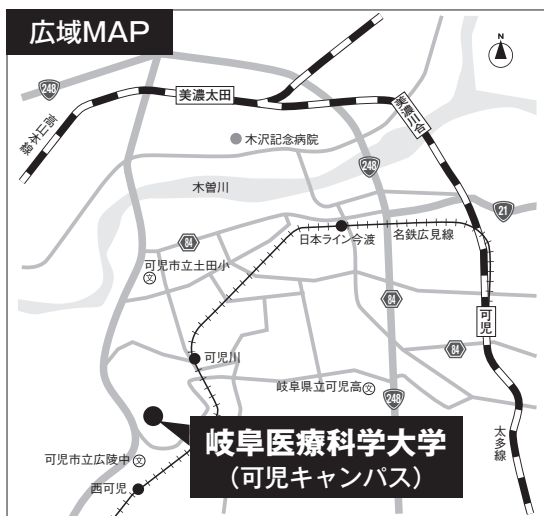 広域MAP
N
248
高山本線
美濃太田
美濃川合
木沢記念病院
248
木曽川
21
84
日本ライン今渡
名鉄広見線
可児市立土田小
文
84
可児
84
可児川
岐阜県立可児高
文
248
太多線
岐阜医療科学大学
(可児キャンパス)
可児市立広陵中
文
西可児